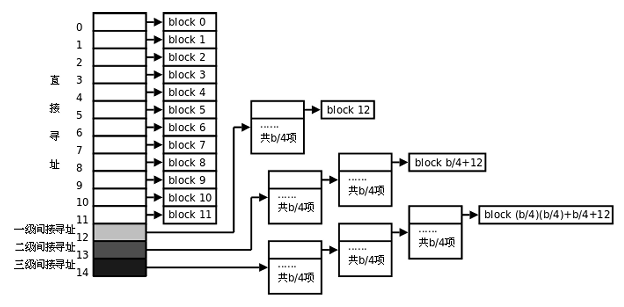 0 block 0
1 block 1
2 block 2
3 block 3
4 block 4
5 block 5
6 block 6
7 block 7
8 block 8
9 block 9
10 block 10
11 block 11
直
接
寻
址
一级间接寻址 12
二级间接寻址 13
三级间接寻址 14
......
共b/4项
block 12
......
共b/4项
......
共b/4项
block b/4+12
......
共b/4项
......
共b/4项
......
共b/4项
block (b/4)(b/4)+b/4+12